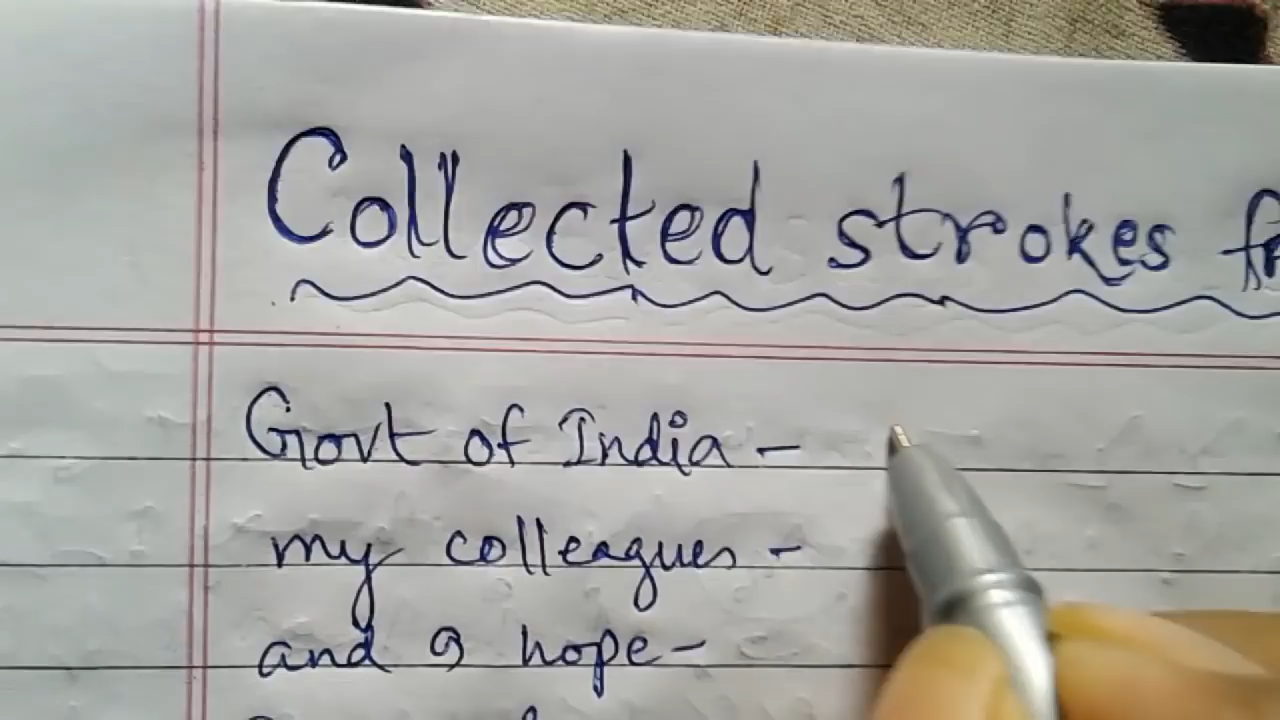 Collected strokes
Govt of India -
my colleagues -
and I hope -